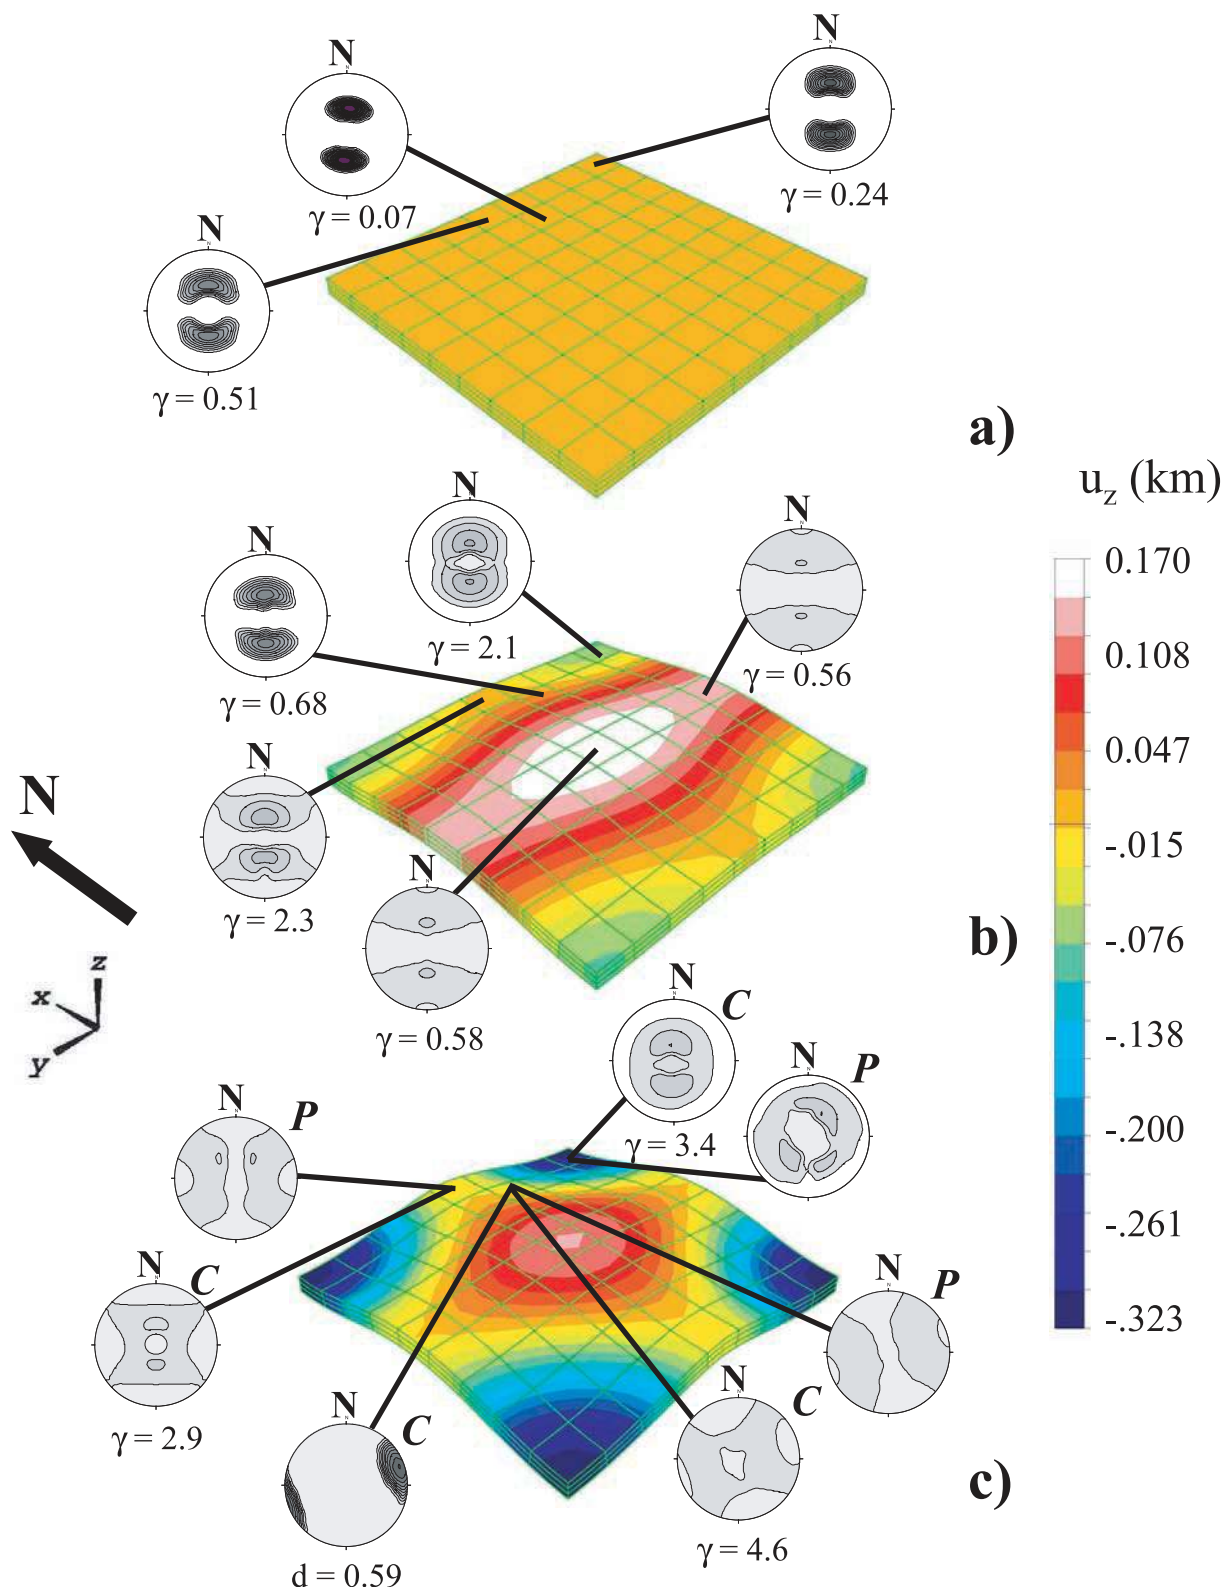 N
N
N
γ = 0.24
γ = 0.07
N
γ = 0.51
a)
u_z (km)
N
N
N
0.170
γ = 2.1
γ = 0.56
0.108
γ = 0.68
N
0.047
N
-.015
γ = 2.3
N
-.076
b)
z
x
y
N
C
γ = 0.58
-.138
N
P
N
P
-.200
γ = 3.4
-.261
N
C
N
P
-.323
γ = 2.9
N
C
N
C
c)
γ = 4.6
d = 0.59